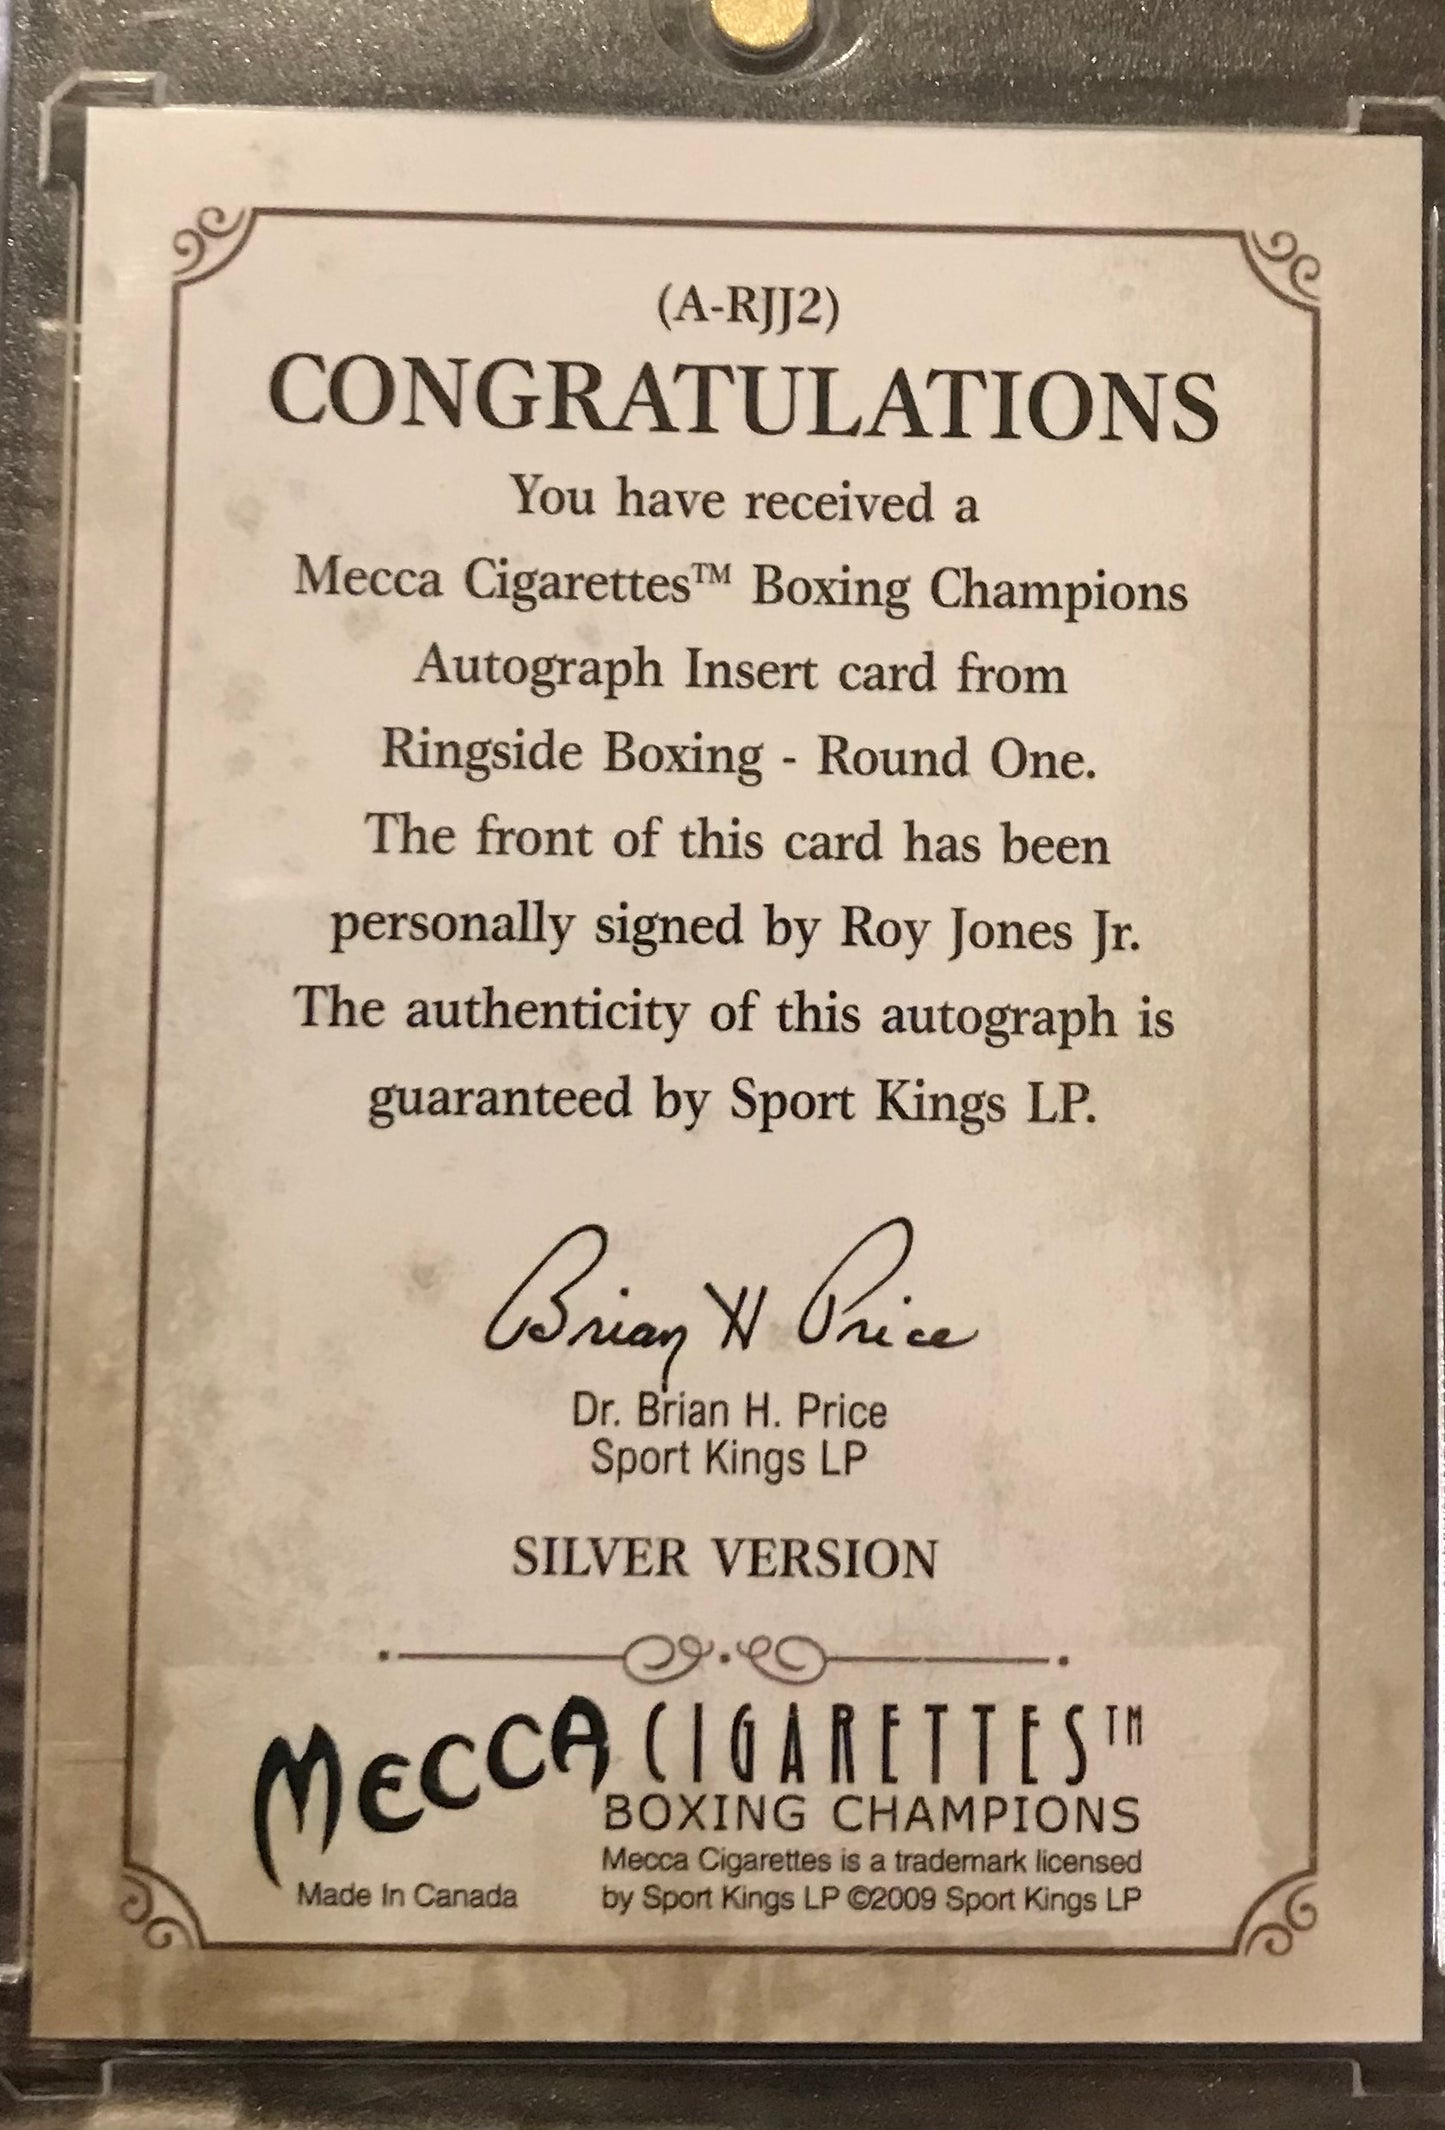 (A-RJJ2)
CONGRATULATIONS
You have received a
Mecca Cigarettes™ Boxing Champions
Autograph Insert card from
Ringside Boxing - Round One.
The front of this card has been
personally signed by Roy Jones Jr.
The authenticity of this autograph is
guaranteed by Sport Kings LP.
Brian H Price
Dr. Brian H. Price
Sport Kings LP
SILVER VERSION
MECCA CIGARETTES™
BOXING CHAMPIONS
Mecca Cigarettes is a trademark licensed
Made In Canada by Sport Kings LP ©2009 Sport Kings LP